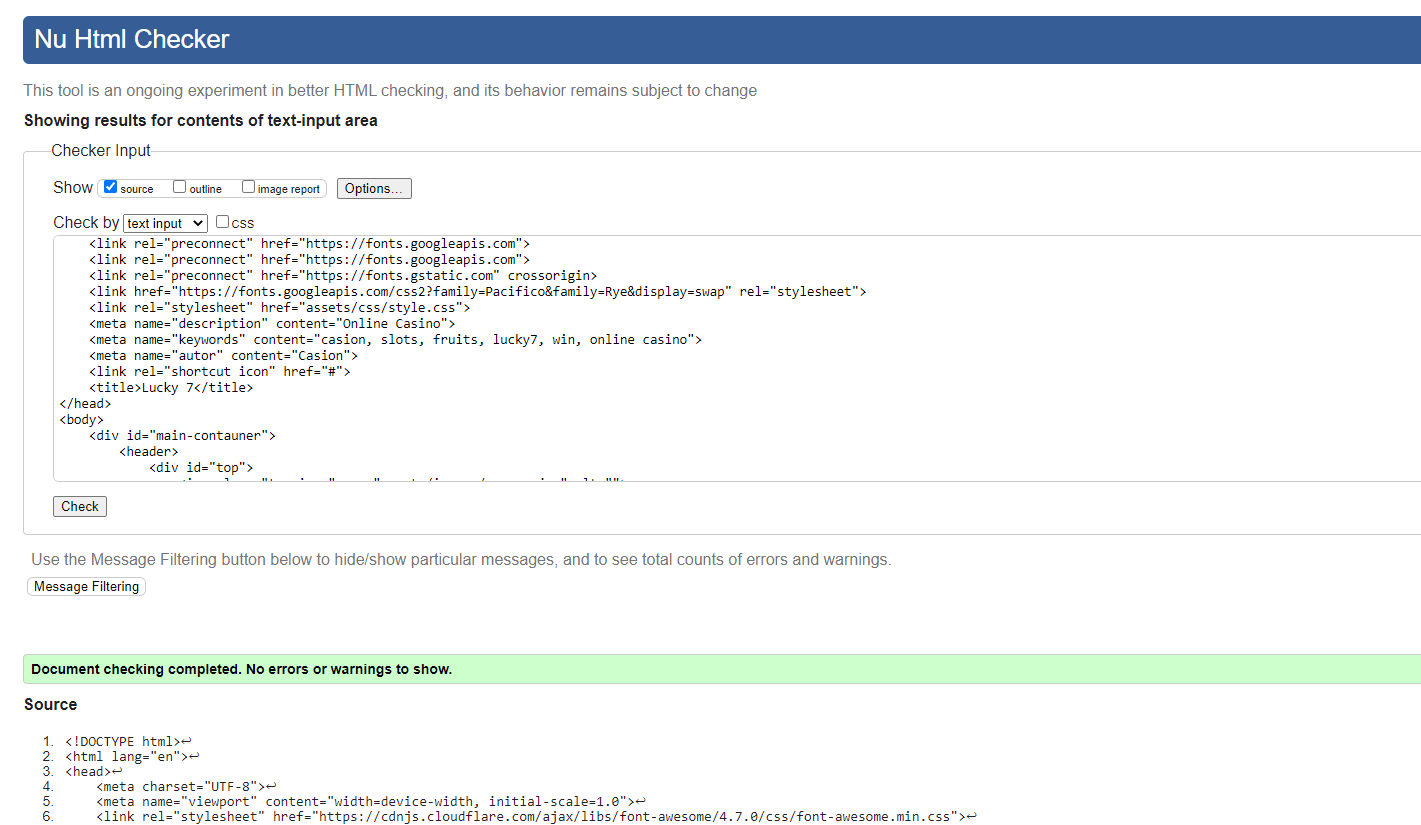 Nu Html Checker
This tool is an ongoing experiment in better HTML checking, and its behavior remains subject to change
Showing results for contents of text-input area
Checker Input
Show source outline image report Options...
Check by text input css
<link rel="preconnect" href="https://fonts.googleapis.com">
<link rel="preconnect" href="https://fonts.googleapis.com">
<link rel="preconnect" href="https://fonts.gstatic.com" crossorigin>
<link href="https://fonts.googleapis.com/css2?family=Pacifico&family=Rye&display=swap" rel="stylesheet">
<link rel="stylesheet" href="assets/css/style.css">
<meta name="description" content="Online Casino">
<meta name="keywords" content="casion, slots, fruits, lucky7, win, online casino">
<meta name="autor" content="Casion">
<link rel="shortcut icon" href="#">
<title>Lucky 7</title>
</head>
<body>
<div id="main-contauner">
<header>
<div id="top">
Check
Use the Message Filtering button below to hide/show particular messages, and to see total counts of errors and warnings.
Message Filtering
Document checking completed. No errors or warnings to show.
Source
1. <!DOCTYPE html>↩
2. <html lang="en">↩
3. <head>↩
4. <meta charset="UTF-8">↩
5. <meta name="viewport" content="width=device-width, initial-scale=1.0">↩
6. <link rel="stylesheet" href="https://cdnjs.cloudflare.com/ajax/libs/font-awesome/4.7.0/css/font-awesome.min.css">↩